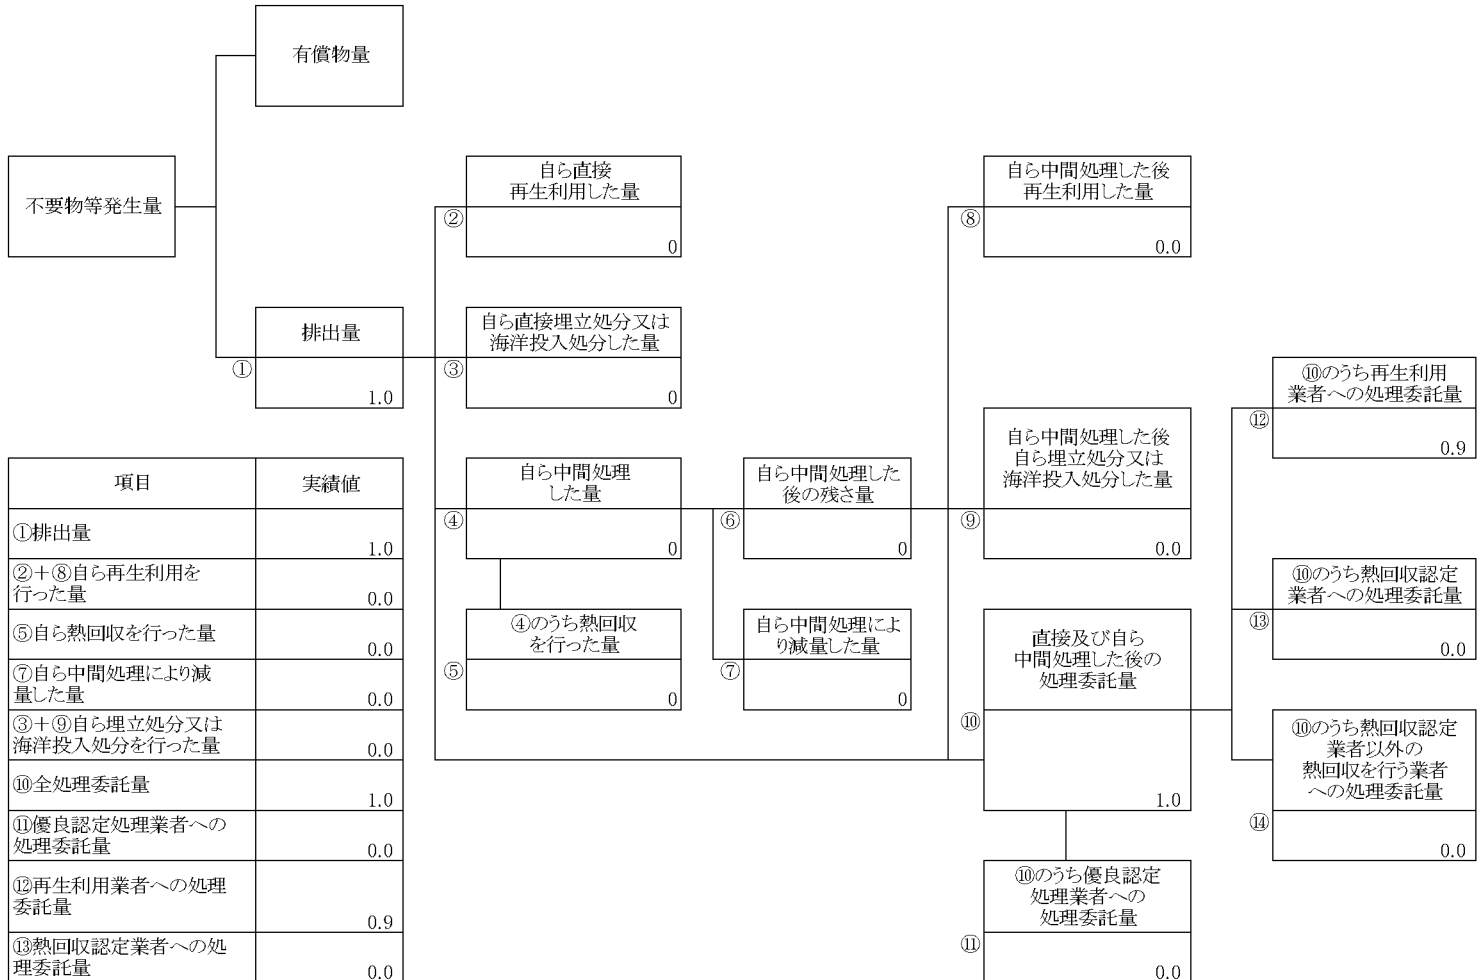 有償物量
不要物等発生量
自ら直接
再生利用した量
②
0
自ら中間処理した後
再生利用した量
⑧
0.0
排出量
①
1.0
自ら直接埋立処分又は
海洋投入処分した量
③
0
⑩のうち再生利用
業者への処理委託量
⑫
0.9
自ら中間処理
した量
④
0
自ら中間処理した
後の残さ量
⑥
0
自ら中間処理した後
自ら埋立処分又は
海洋投入処分した量
⑨
0.0
⑩のうち熱回収認定
業者への処理委託量
⑬
0.0
④のうち熱回収
を行った量
⑤
0
自ら中間処理によ
り減量した量
⑦
0
直接及び自ら
中間処理した後の
処理委託量
⑩
1.0
⑩のうち熱回収認定
業者以外の
熱回収を行う業者
への処理委託量
⑭
0.0
⑩のうち優良認定
処理業者への
処理委託量
⑪
0.0
項目 実績値
①排出量
1.0
②＋⑧自ら再生利用を
行った量
0.0
⑤自ら熱回収を行った量
0.0
⑦自ら中間処理により減
量した量
0.0
③＋⑨自ら埋立処分又は
海洋投入処分を行った量
0.0
⑩全処理委託量
1.0
⑪優良認定処理業者への
処理委託量
0.0
⑫再生利用業者への処理
委託量
0.9
⑬熱回収認定業者への処
理委託量
0.0